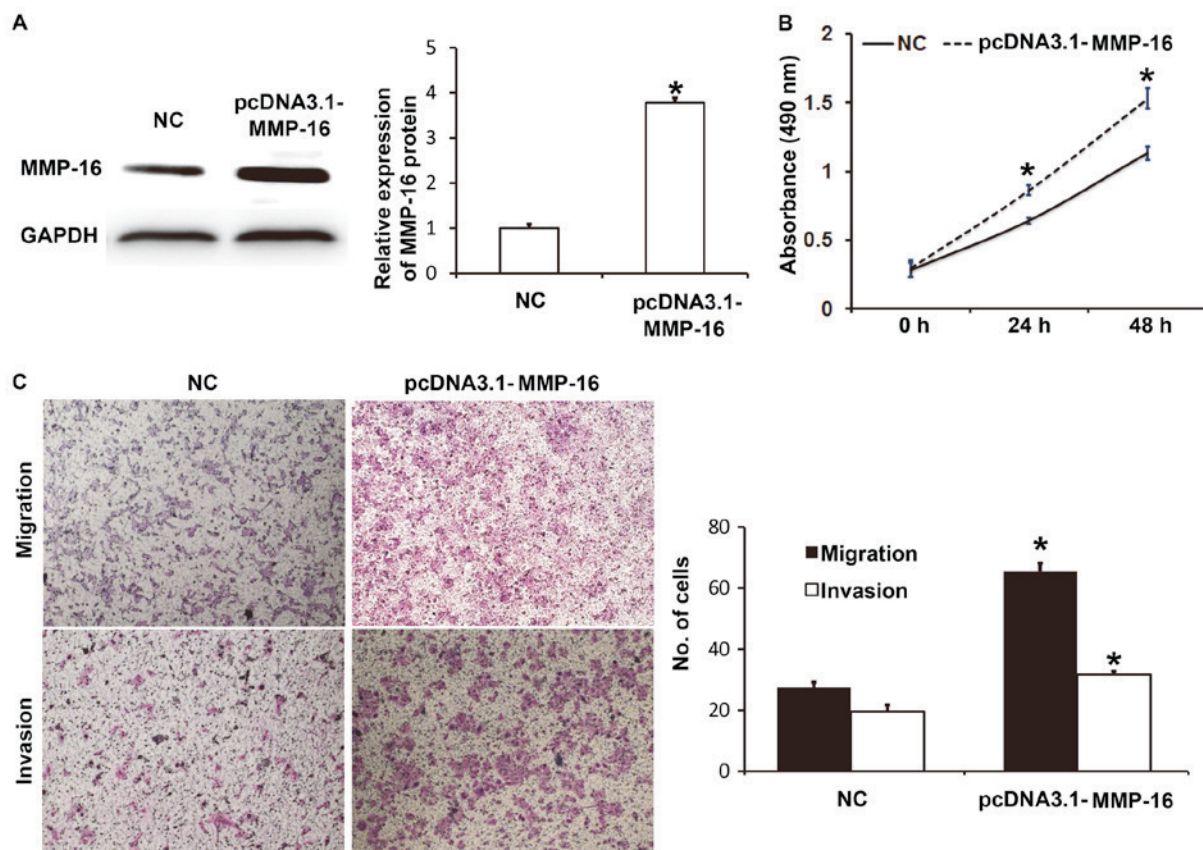 A
NC
pcDNA3.1-
MMP-16
MMP-16
GAPDH
Relative expression
of MMP-16 protein
5
4
3
2
1
0
*
NC
pcDNA3.1-
MMP-16
B
NC
pcDNA3.1-MMP-16
Absorbance (490 nm)
2
1.5
1
0.5
0
*
*
0 h
24 h
48 h
C
NC
pcDNA3.1-MMP-16
Migration
Invasion
No. of cells
80
60
40
20
0
Migration
Invasion
*
*
NC
pcDNA3.1-MMP-16